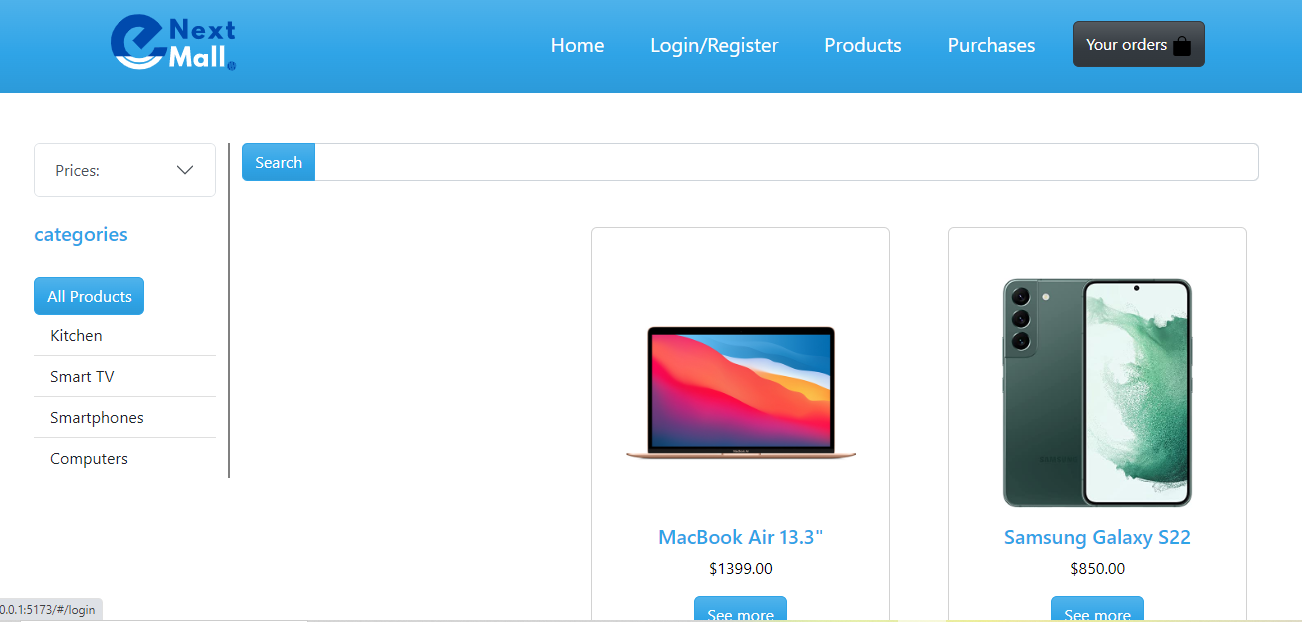 Next
Mall
Home
Login/Register
Products
Purchases
Your orders
Prices:
categories
All Products
Kitchen
Smart TV
Smartphones
Computers
Search
MacBook Air 13.3"
$1399.00
See more
Samsung Galaxy S22
$850.00
See more
0.0.1:5173/#/login